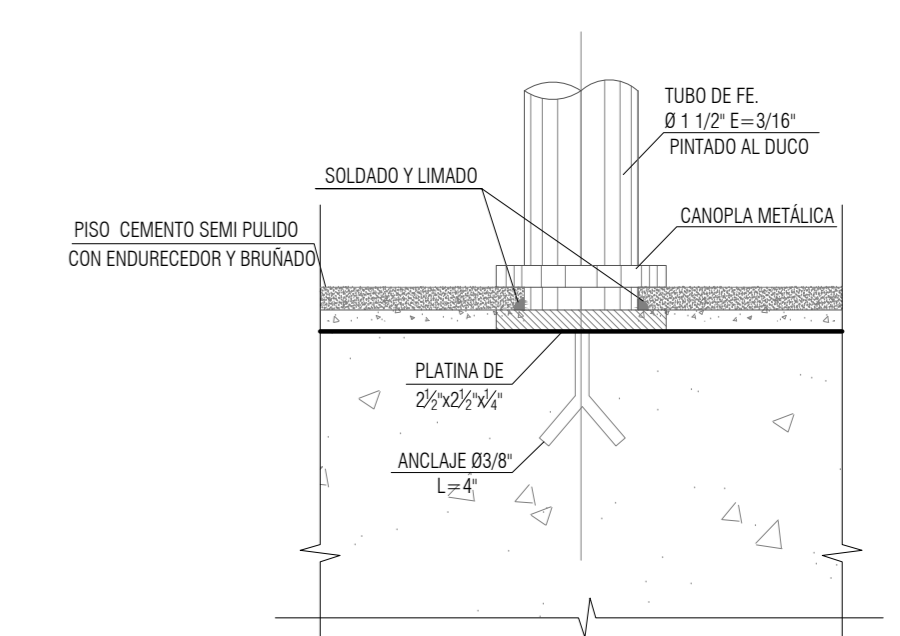 TUBO DE FE.
Ø 1 1/2" E=3/16"
PINTADO AL DUCO
SOLDADO Y LIMADO
CANOPLA METÁLICA
PISO CEMENTO SEMI PULIDO
CON ENDURECEDOR Y BRUÑADO
PLATINA DE
2½"x2½"x¼"
ANCLAJE Ø3/8"
L=4"